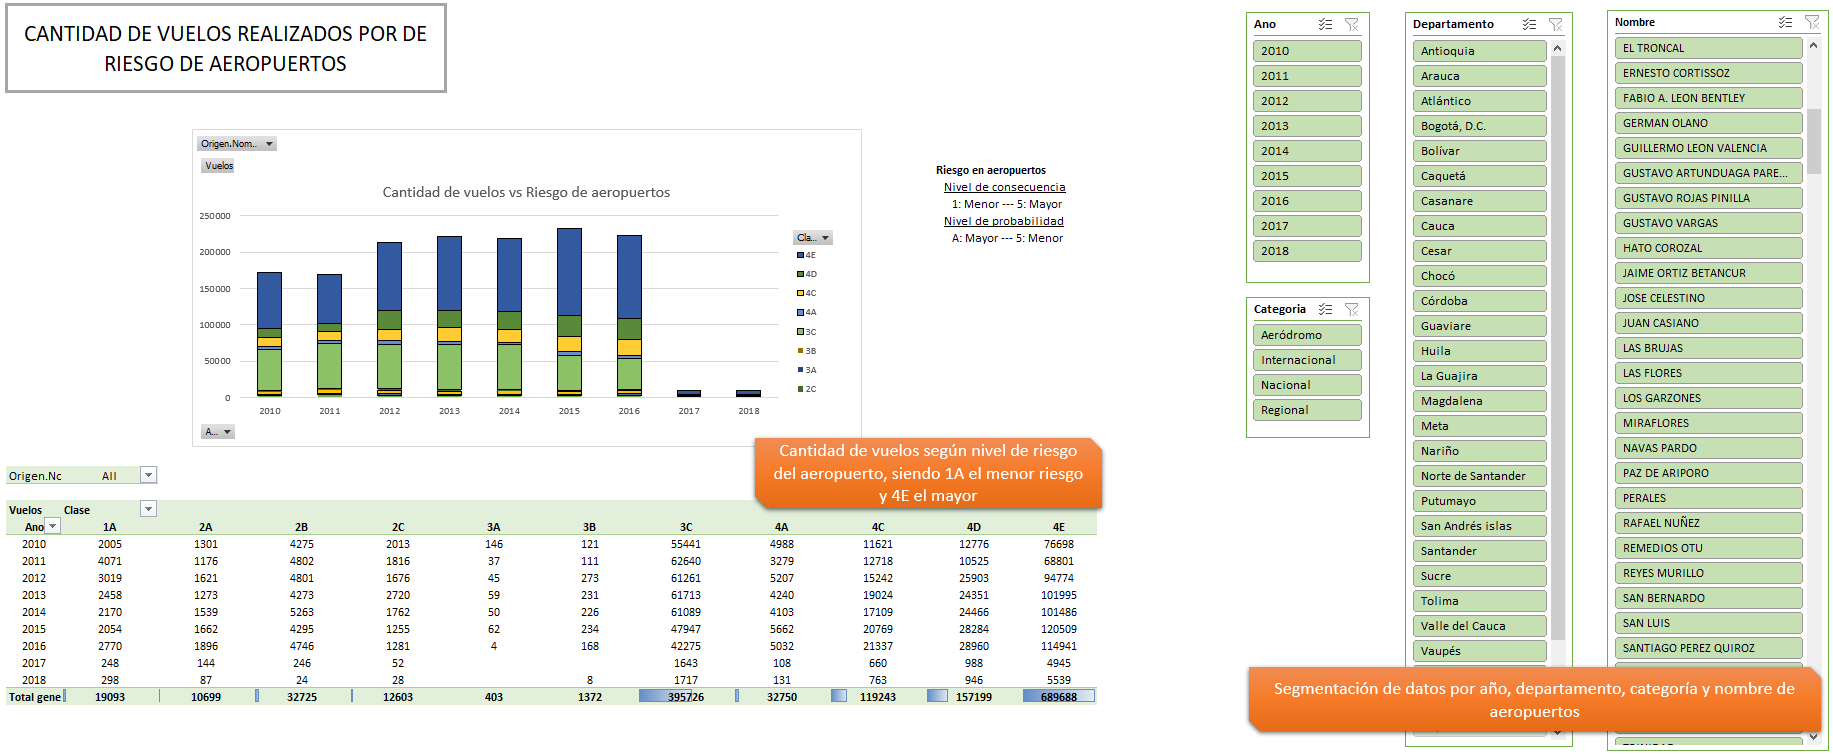 CANTIDAD DE VUELOS REALIZADOS POR DE
RIESGO DE AEROPUERTOS
Origen.Nom..
Vuelos
Cantidad de vuelos vs Riesgo de aeropuertos
250000
200000
150000
100000
50000
0
2010 2011 2012 2013 2014 2015 2016 2017 2018
A...
Cla...
4E
4D
4C
4A
3C
3B
3A
2C
Riesgo en aeropuertos
Nivel de consecuencia
1: Menor --- 5: Mayor
Nivel de probabilidad
A: Mayor --- 5: Menor
Cantidad de vuelos según nivel de riesgo
del aeropuerto, siendo 1A el menor riesgo
y 4E el mayor
Origen.Nc All
Vuelos Clase
Ano 1A 2A 2B 2C 3A 3B 3C 4A 4C 4D 4E
2010 2005 1301 4275 2013 146 121 55441 4988 11621 12776 76698
2011 4071 1176 4802 1816 37 111 62640 3279 12718 10525 68801
2012 3019 1621 4801 1676 45 273 61261 5207 15242 25903 94774
2013 2458 1273 4273 2720 59 231 61713 4240 19024 24351 101995
2014 2170 1539 5263 1762 50 226 61089 4103 17109 24466 101486
2015 2054 1662 4295 1255 62 234 47947 5662 20769 28284 120509
2016 2770 1896 4746 1281 4 168 42275 5032 21337 28960 114941
2017 248 144 246 52 1643 108 660 988 4945
2018 298 87 24 28 8 1717 131 763 946 5539
Total gene 19093 10699 32725 12603 403 1372 395726 32750 119243 157199 689688
Ano
2010
2011
2012
2013
2014
2015
2016
2017
2018
Categoria
Aeródromo
Internacional
Nacional
Regional
Departamento
Antioquia
Arauca
Atlántico
Bogotá, D.C.
Bolívar
Caquetá
Casanare
Cauca
Cesar
Chocó
Córdoba
Guaviare
Huila
La Guajira
Magdalena
Meta
Nariño
Norte de Santander
Putumayo
San Andrés islas
Santander
Sucre
Tolima
Valle del Cauca
Vaupés
Nombre
EL TRONCAL
ERNESTO CORTISSOZ
FABIO A. LEON BENTLEY
GERMAN OLANO
GUILLERMO LEON VALENCIA
GUSTAVO ARTUNDUAGA PARE...
GUSTAVO ROJAS PINILLA
GUSTAVO VARGAS
HATO COROZAL
JAIME ORTIZ BETANCUR
JOSE CELESTINO
JUAN CASIANO
LAS BRUJAS
LAS FLORES
LOS GARZONES
MIRAFLORES
NAVAS PARDO
PAZ DE ARIPORO
PERALES
RAFAEL NUÑEZ
REMEDIOS OTU
REYES MURILLO
SAN BERNARDO
SAN LUIS
SANTIAGO PEREZ QUIROZ
Segmentación de datos por año, departamento, categoría y nombre de
aeropuertos